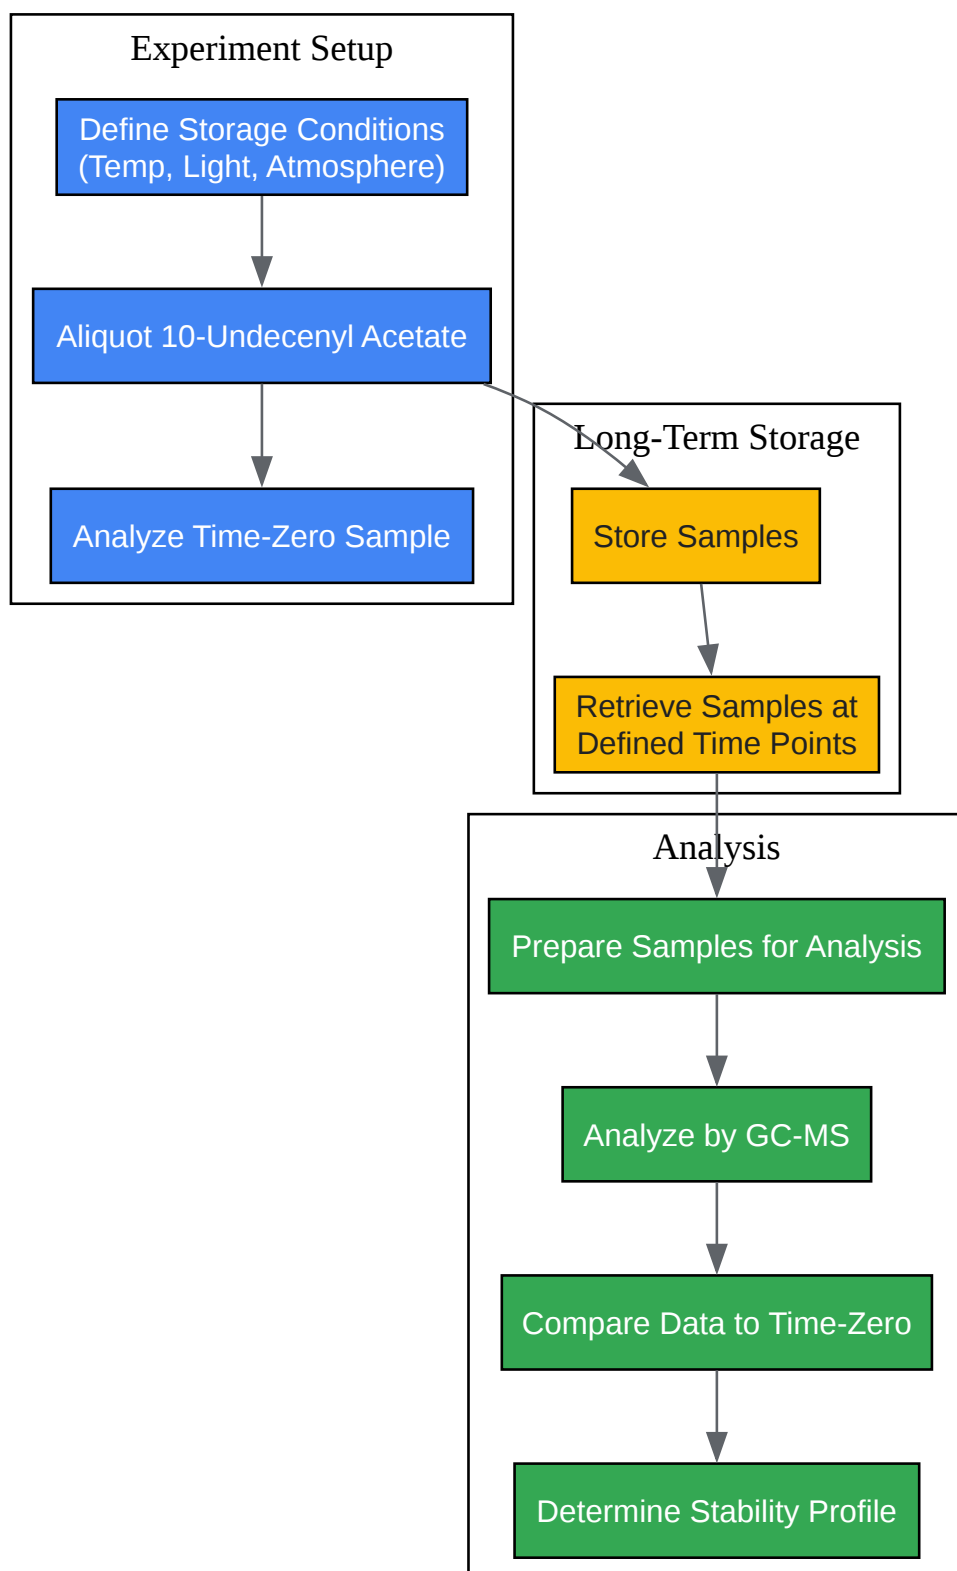 Experiment Setup
Define Storage Conditions
(Temp, Light, Atmosphere)
Aliquot 10-Undecenyl Acetate
Analyze Time-Zero Sample
Long-Term Storage
Store Samples
Retrieve Samples at
Defined Time Points
Analysis
Prepare Samples for Analysis
Analyze by GC-MS
Compare Data to Time-Zero
Determine Stability Profile